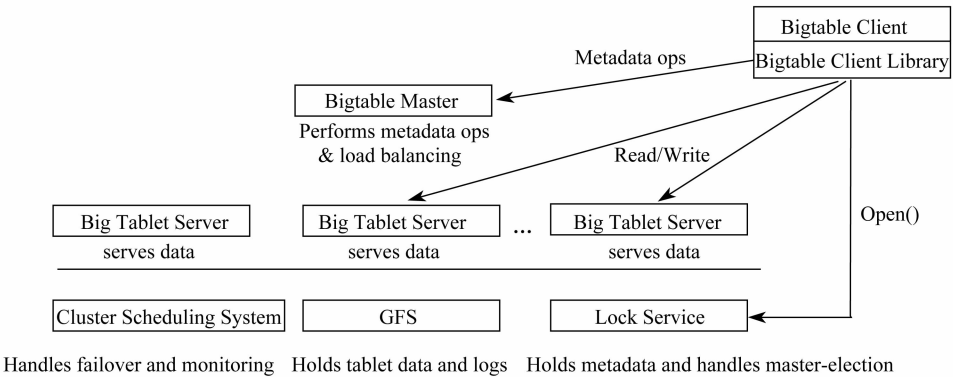 Bigtable Client
Bigtable Client Library
Metadata ops
Bigtable Master
Performs metadata ops
& load balancing
Read/Write
Open()
Big Tablet Server
Big Tablet Server
...
Big Tablet Server
serves data
serves data
serves data
Cluster Scheduling System
GFS
Lock Service
Handles failover and monitoring
Holds tablet data and logs
Holds metadata and handles master-election